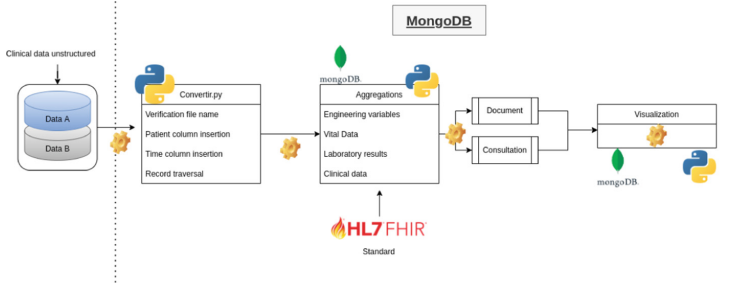 MongoDB
Clinical data unstructured
Data A
Data B
Convertir.py
Verification file name
Patient column insertion
Time column insertion
Record traversal
mongoDB.
Aggregations
Engineering variables
Vital Data
Laboratory results
Clinical data
HL7 FHIR
Standard
Document
Consultation
Visualization
mongoDB.